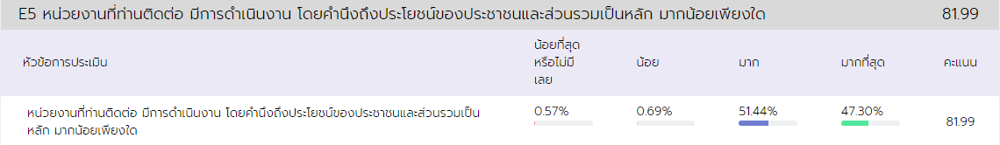 E5 หน่วยงานที่ท่านติดต่อ มีการดำเนินงาน โดยคำนึงถึงประโยชน์ของประชาชนและส่วนรวมเป็นหลัก มากน้อยเพียงใด 81.99
หัวข้อการประเมิน
น้อยที่สุด
หรือไม่มี
เลย
น้อย
มาก
มากที่สุด
คะแนน
หน่วยงานที่ท่านติดต่อ มีการดำเนินงาน โดยคำนึงถึงประโยชน์ของประชาชนและส่วนรวมเป็น
หลัก มากน้อยเพียงใด
0.57%
0.69%
51.44%
47.30%
81.99